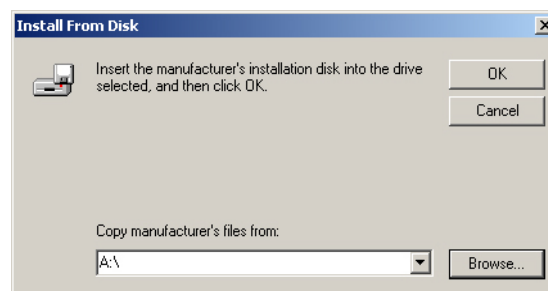 Install From Disk
Insert the manufacturer's installation disk into the drive
selected, and then click OK.
OK
Cancel
Copy manufacturer's files from:
A:\
Browse...